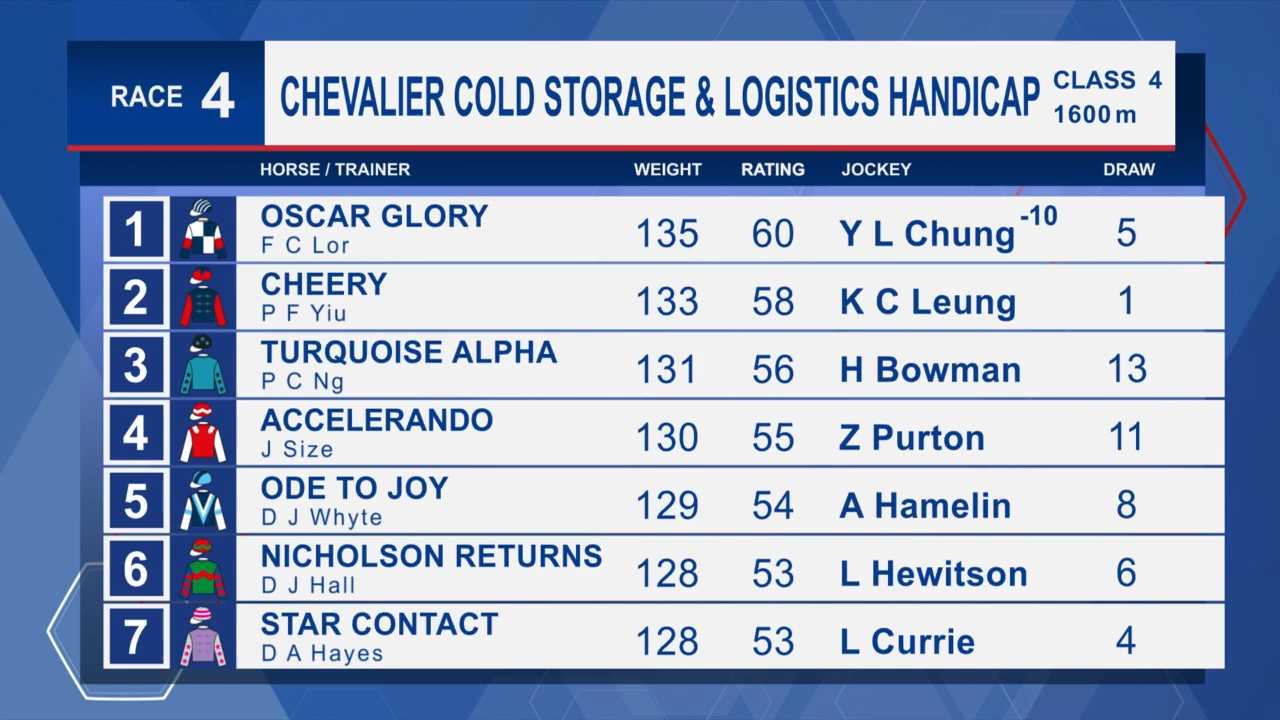 RACE 4
CHEVALIER COLD STORAGE & LOGISTICS HANDICAP
CLASS 4
1600m
HORSE / TRAINER WEIGHT RATING JOCKEY DRAW
1 OSCAR GLORY 135 60 Y L Chung -10 5
F C Lor
2 CHEERY 133 58 K C Leung 1
P F Yiu
3 TURQUOISE ALPHA 131 56 H Bowman 13
P C Ng
4 ACCELERANDO 130 55 Z Purton 11
J Size
5 ODE TO JOY 129 54 A Hamelin 8
D J Whyte
6 NICHOLSON RETURNS 128 53 L Hewitson 6
D J Hall
7 STAR CONTACT 128 53 L Currie 4
D A Hayes